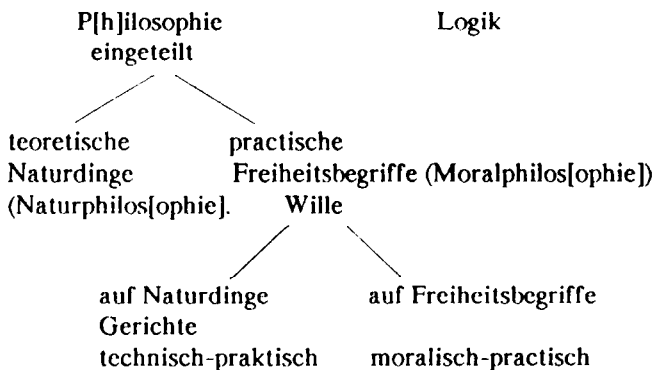 P[h]ilosophie Logik
eingeteilt
teoretische practische
Naturdinge Freiheitsbegriffe (Moralphilos[ophie])
(Naturphilos[ophie]. Wille
auf Naturdinge auf Freiheitsbegriffe
Gerichte
technisch-praktisch moralisch-practisch